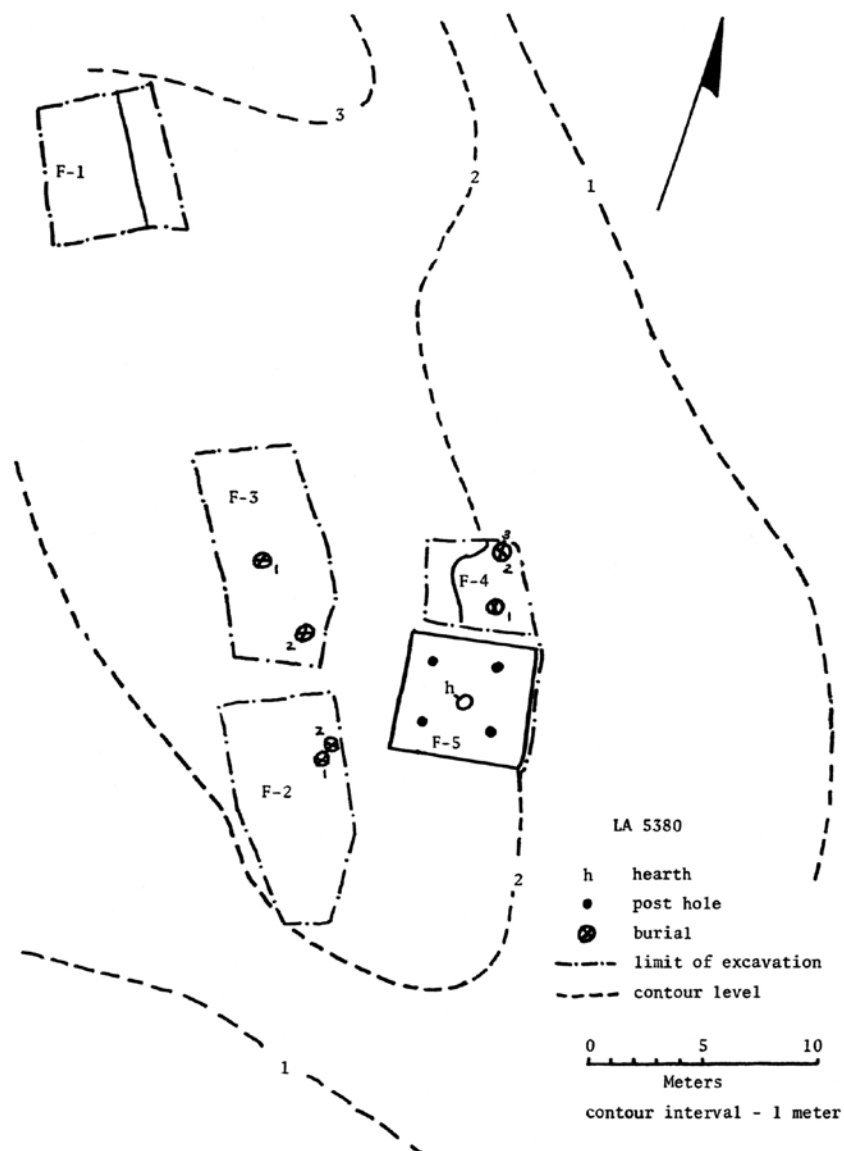 3
F-1
2
1
F-3
1
2
3
F-4
2
1
h
F-5
2
1
F-2
2
1
LA 5380
h hearth
post hole
burial
limit of excavation
contour level
0 5 10
Meters
contour interval - 1 meter